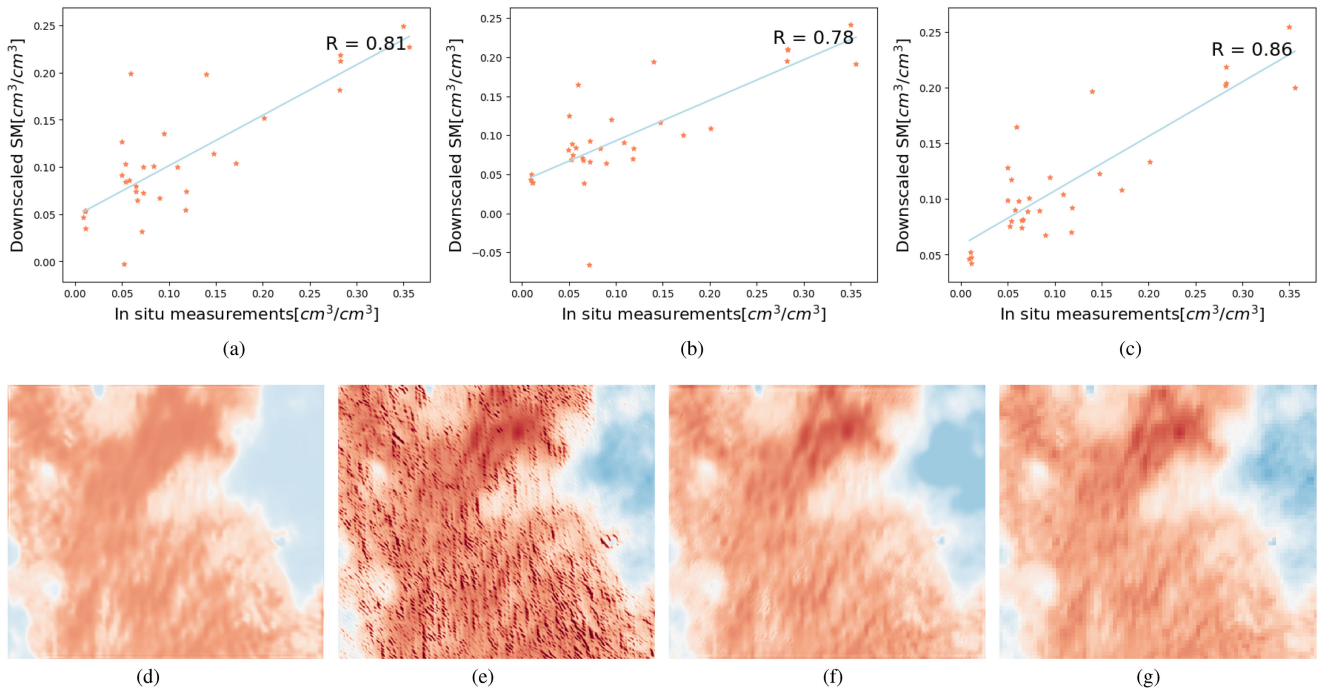 R = 0.81
0.25
0.20
0.15
0.10
0.05
0.00
Downscaled SM[cm³/cm³]
0.00 0.05 0.10 0.15 0.20 0.25 0.30 0.35
In situ measurements[cm³/cm³]
(a)
R = 0.78
0.25
0.20
0.15
0.10
0.05
0.00
−0.05
Downscaled SM[cm³/cm³]
0.00 0.05 0.10 0.15 0.20 0.25 0.30 0.35
In situ measurements[cm³/cm³]
(b)
R = 0.86
0.25
0.20
0.15
0.10
0.05
Downscaled SM[cm³/cm³]
0.00 0.05 0.10 0.15 0.20 0.25 0.30 0.35
In situ measurements[cm³/cm³]
(c)
(d)
(e)
(f)
(g)